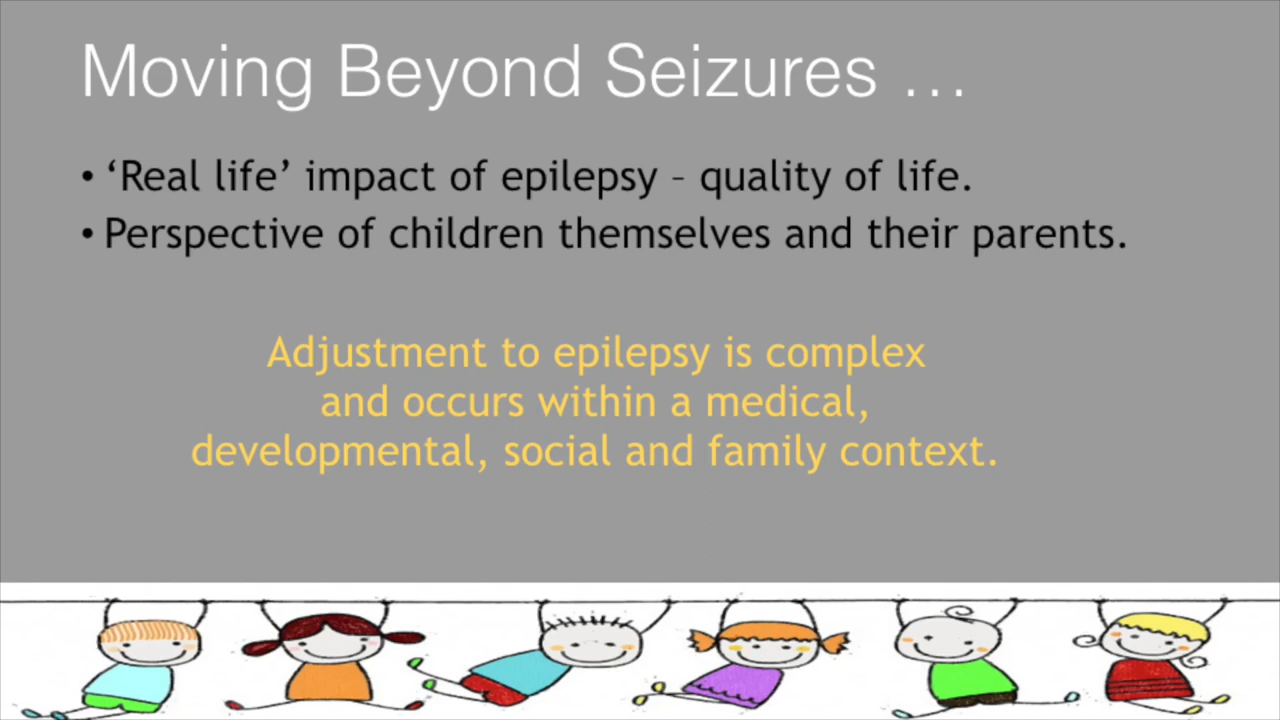 Moving Beyond Seizures …
• ‘Real life’ impact of epilepsy – quality of life.
• Perspective of children themselves and their parents.
Adjustment to epilepsy is complex
and occurs within a medical,
developmental, social and family context.